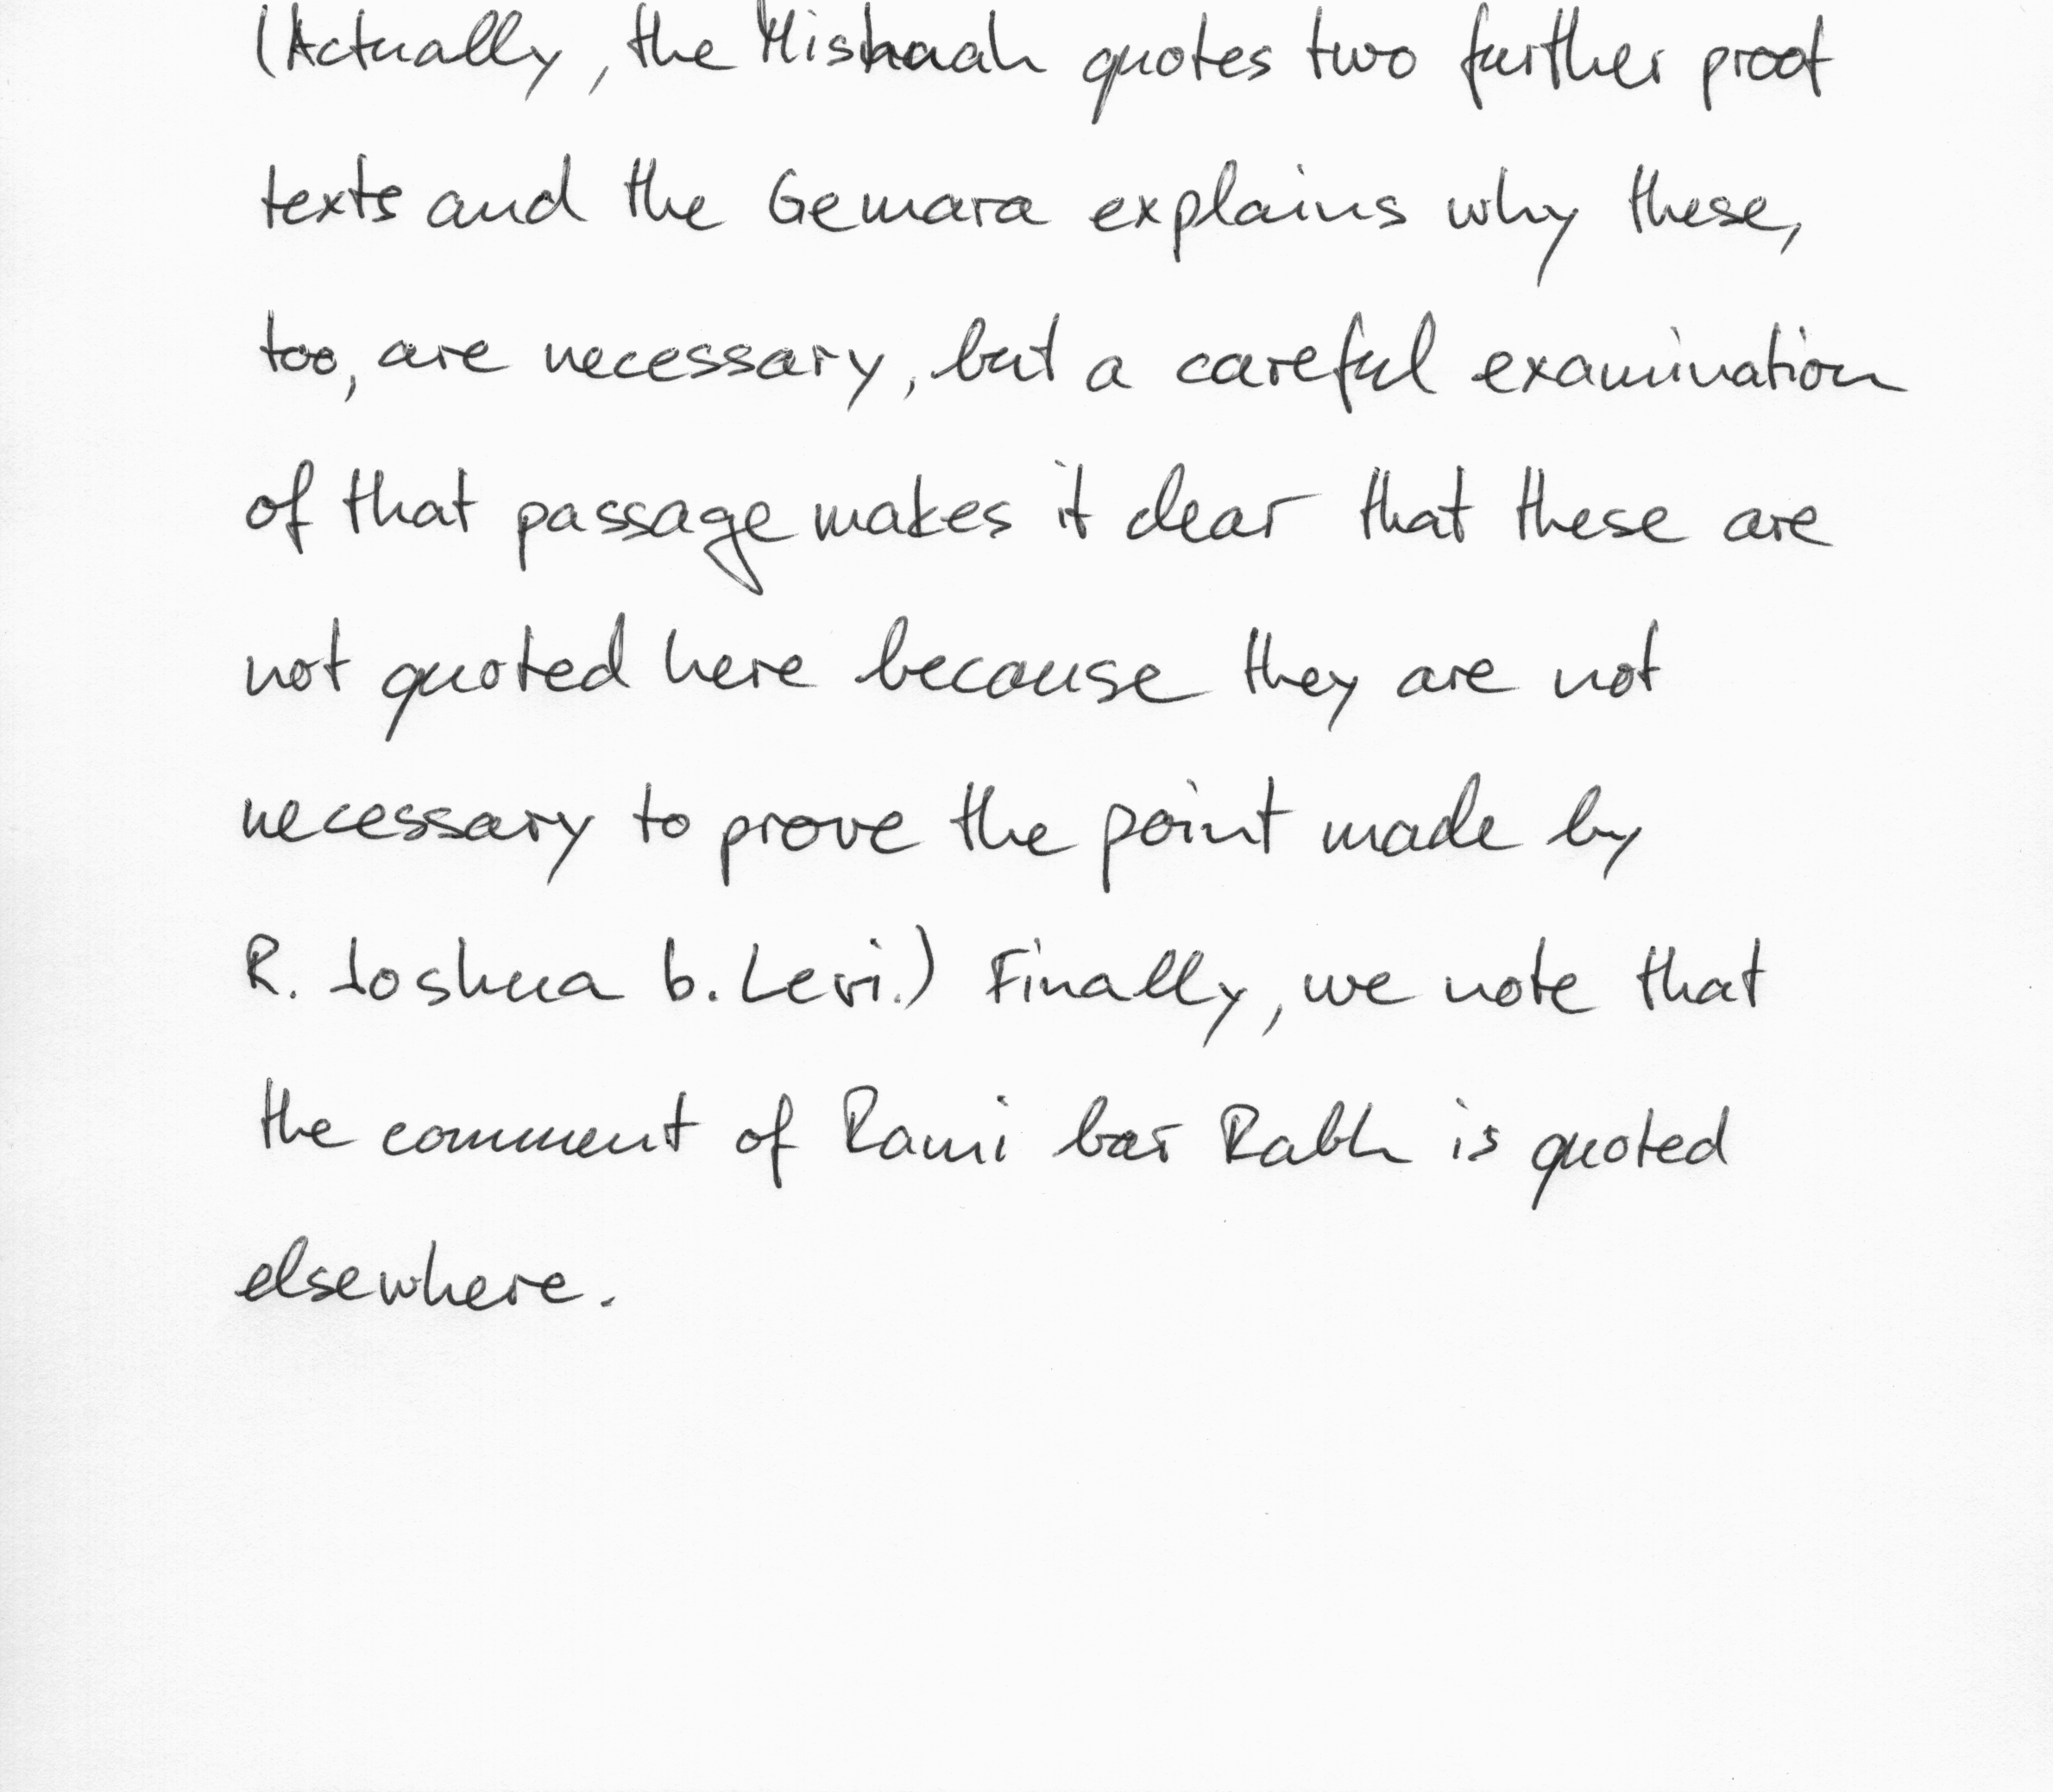 (Actually, the Mishnah quotes two further proof
texts and the Gemara explains why these,
too, are necessary, but a careful examination
of that passage makes it clear that these are
not quoted here because they are not
necessary to prove the point made by
R. Joshua b. Levi.) Finally, we note that
the comment of Rami bar Rabh is quoted
elsewhere.